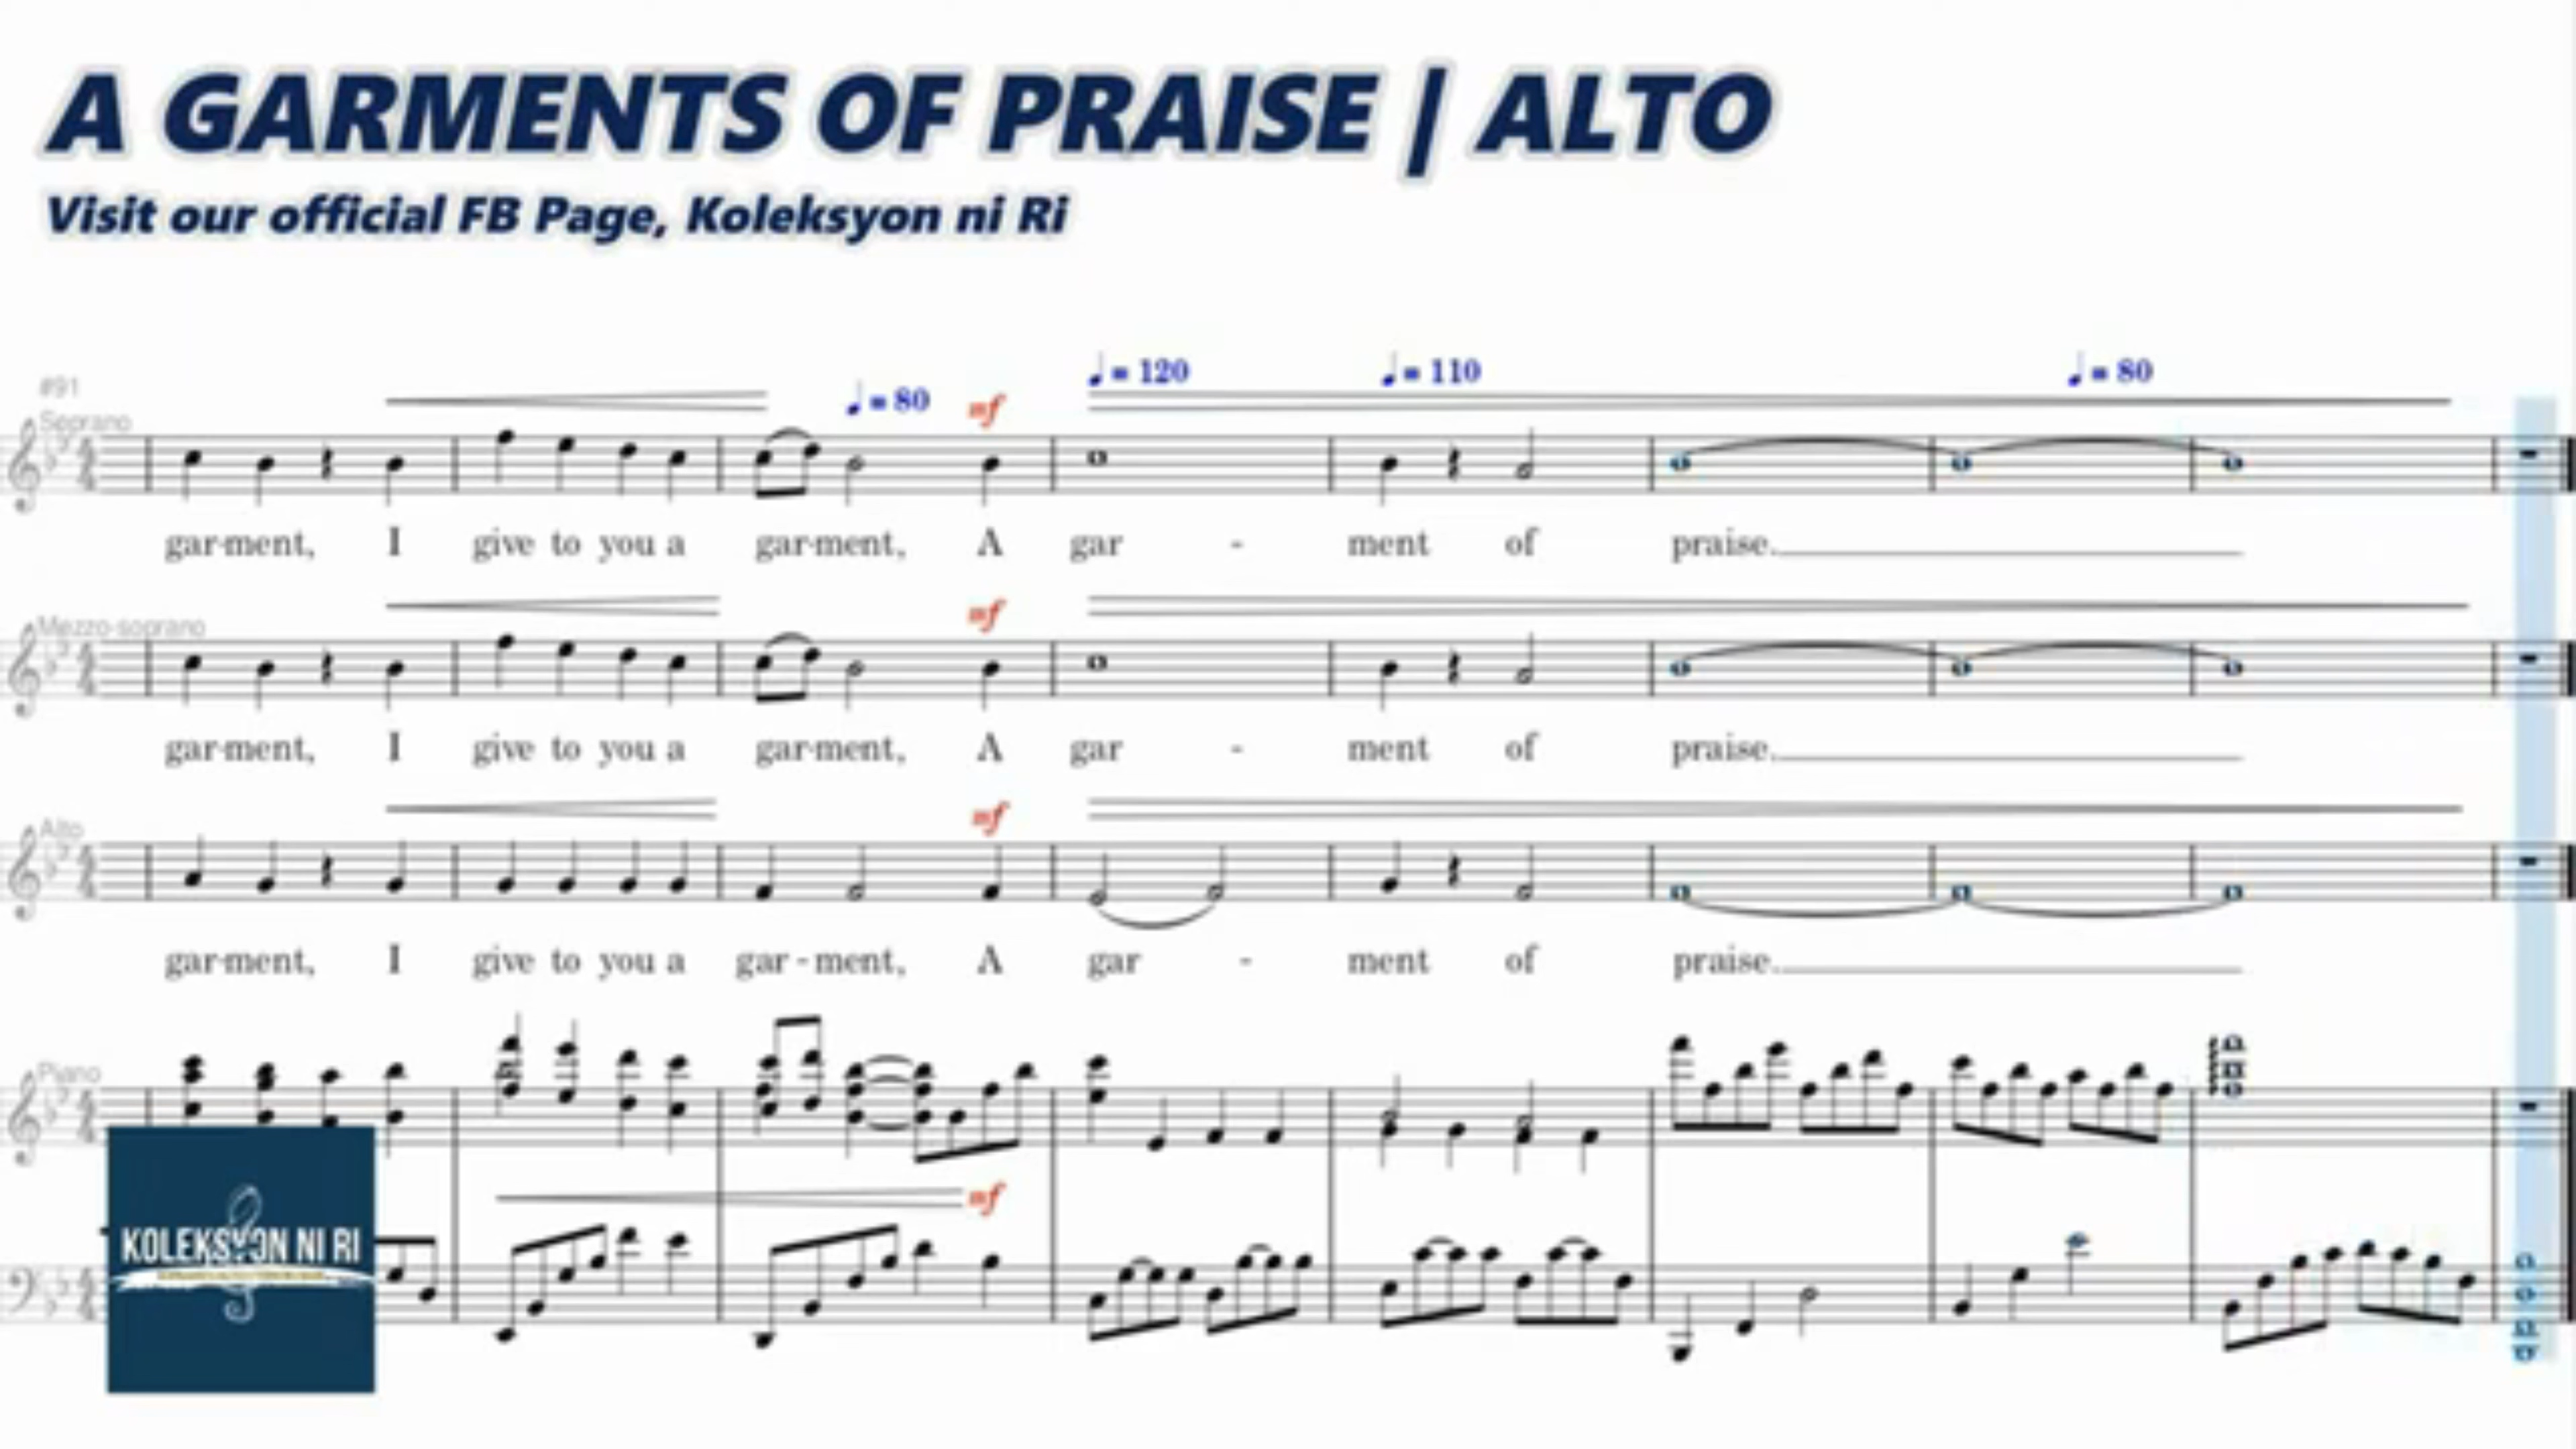 A GARMENTS OF PRAISE | ALTO
Visit our official FB Page, Koleksyon ni Ri
♩ = 120 ♩ = 110 ♩ = 80
#91
♩ = 80 mf
Soprano
gar-ment, I give to you a gar-ment, A gar - ment of praise.
mf
Mezzo-soprano
gar-ment, I give to you a gar-ment, A gar - ment of praise.
mf
Alto
gar-ment, I give to you a gar-ment, A gar - ment of praise.
Piano
mf
KOLEKSYON NI RI